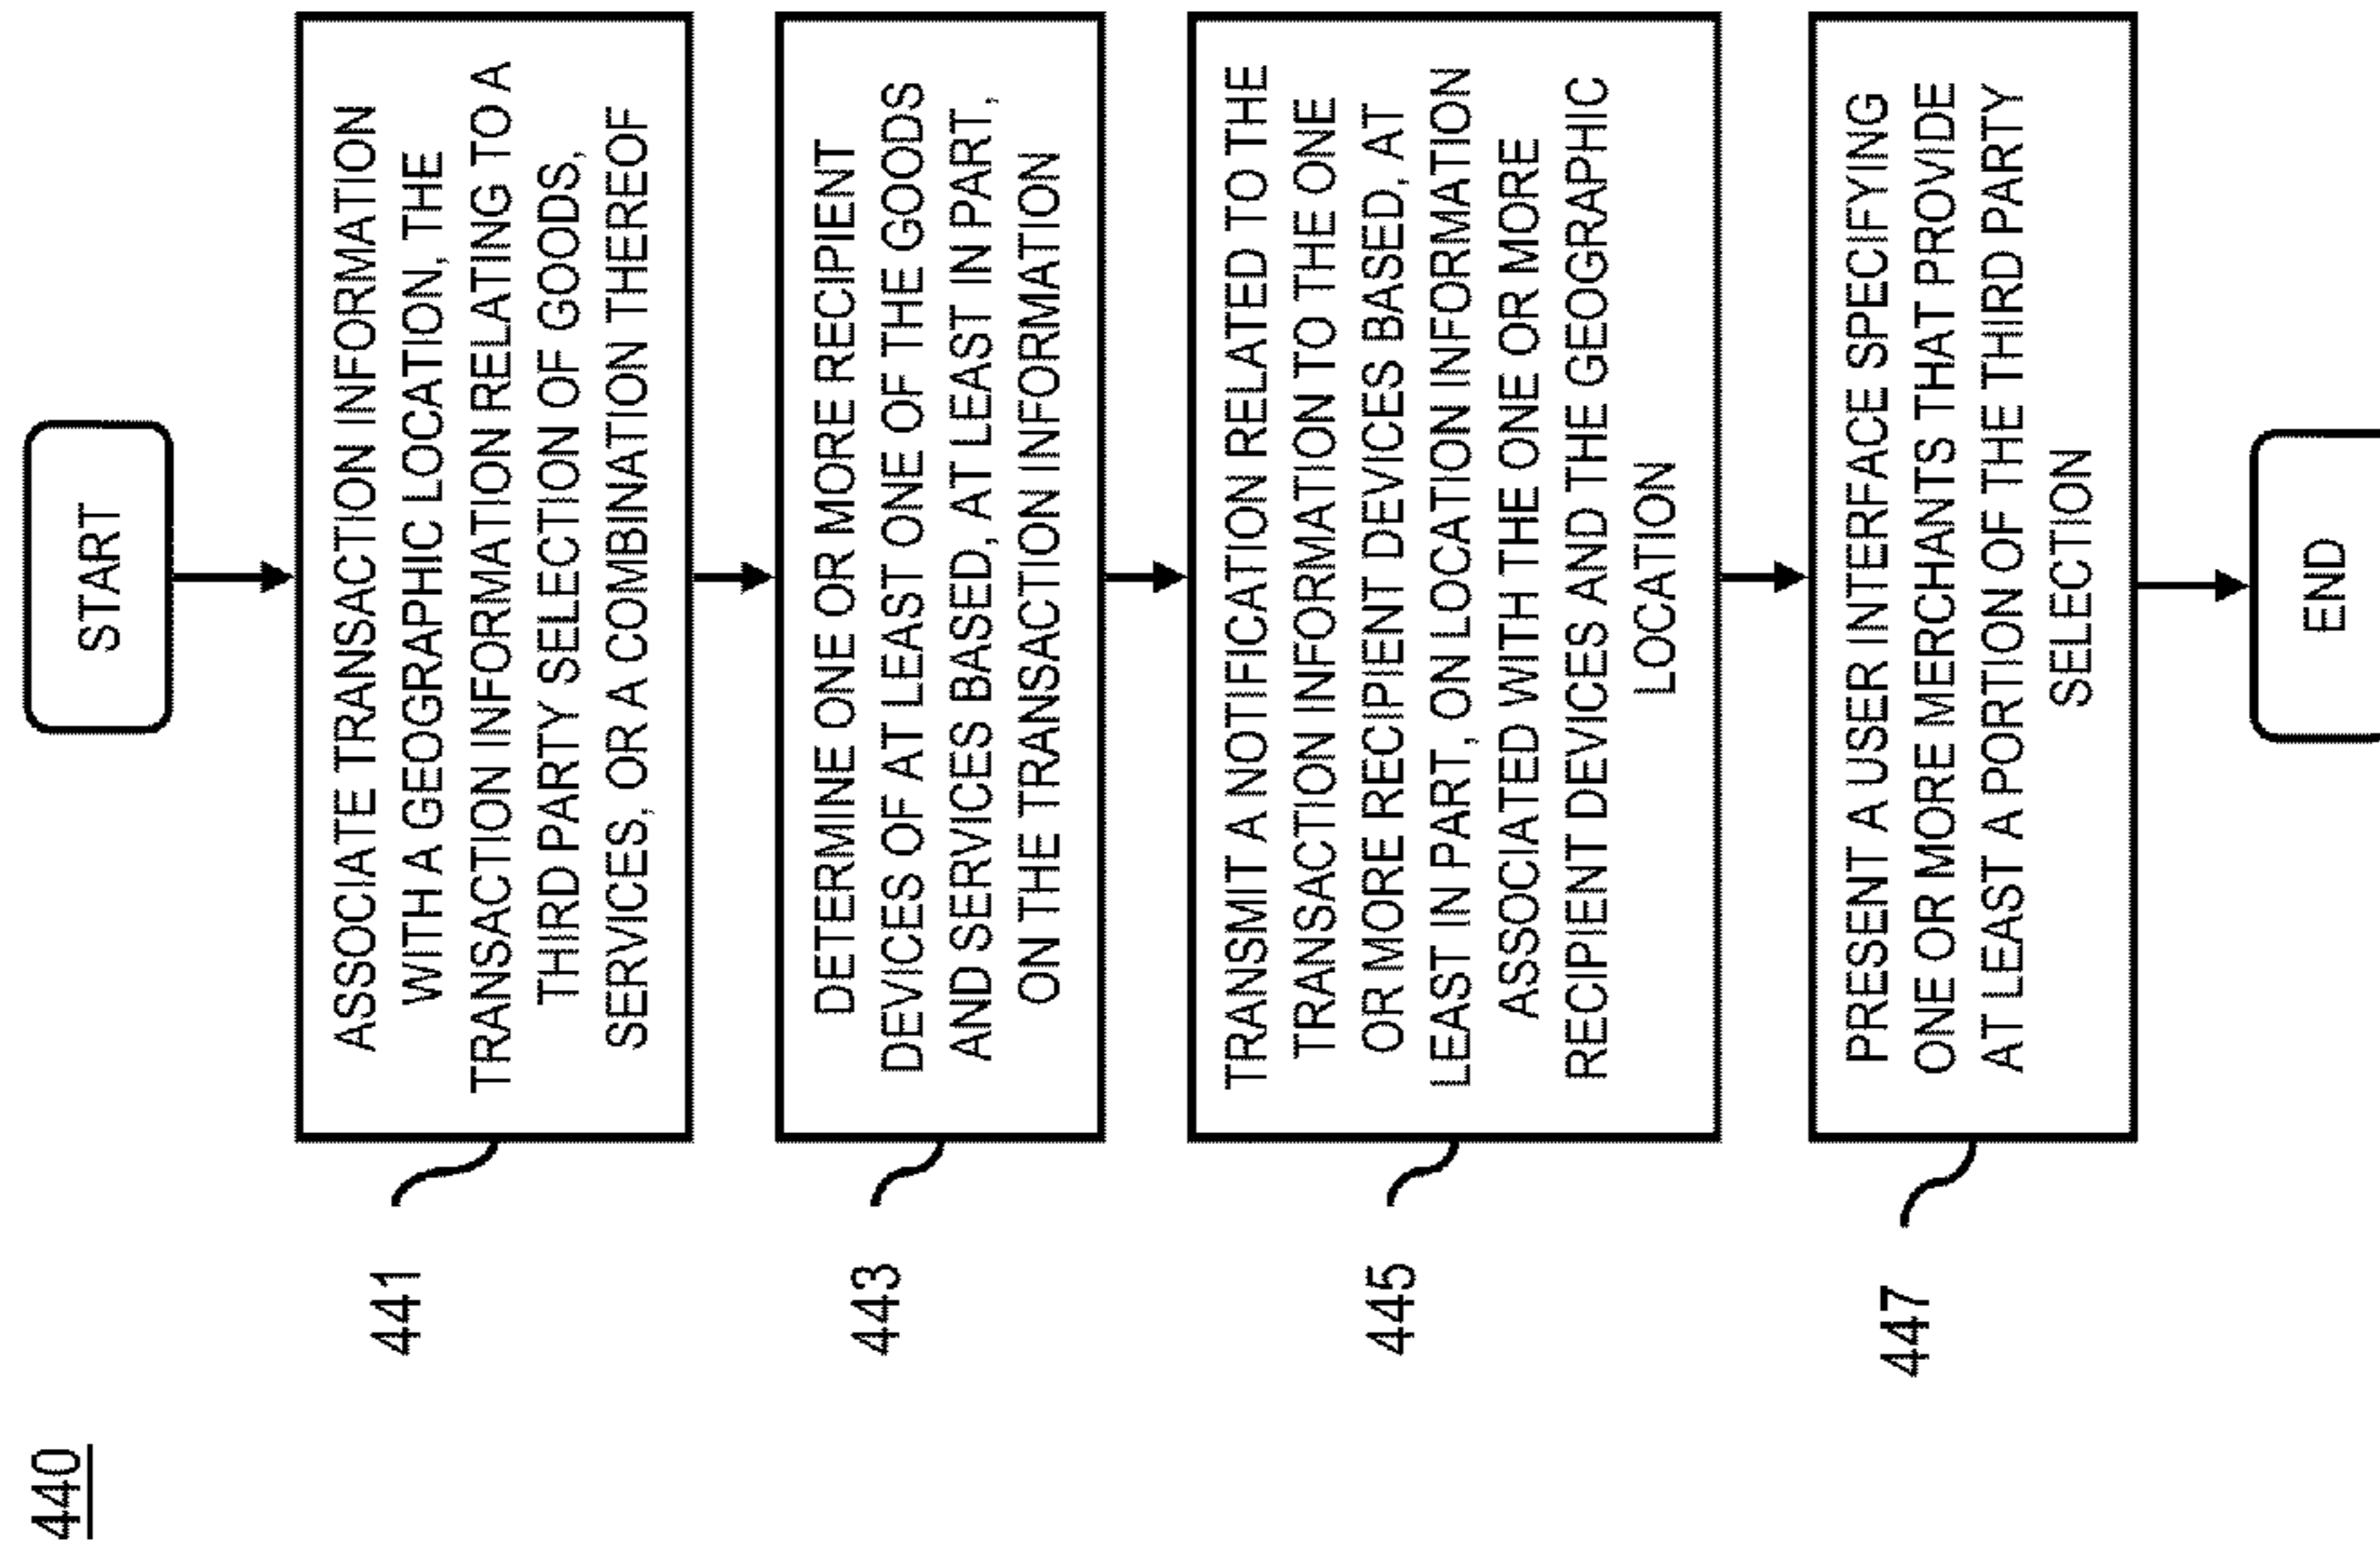 440
START
441
ASSOCIATE TRANSACTION INFORMATION
WITH A GEOGRAPHIC LOCATION, THE
TRANSACTION INFORMATION RELATING TO A
THIRD PARTY SELECTION OF GOODS,
SERVICES, OR A COMBINATION THEREOF
443
DETERMINE ONE OR MORE RECIPIENT
DEVICES OF AT LEAST ONE OF THE GOODS
AND SERVICES BASED, AT LEAST IN PART,
ON THE TRANSACTION INFORMATION
445
TRANSMIT A NOTIFICATION RELATED TO THE
TRANSACTION INFORMATION TO THE ONE
OR MORE RECIPIENT DEVICES BASED, AT
LEAST IN PART, ON LOCATION INFORMATION
ASSOCIATED WITH THE ONE OR MORE
RECIPIENT DEVICES AND THE GEOGRAPHIC
LOCATION
447
PRESENT A USER INTERFACE SPECIFYING
ONE OR MORE MERCHANTS THAT PROVIDE
AT LEAST A PORTION OF THE THIRD PARTY
SELECTION
END